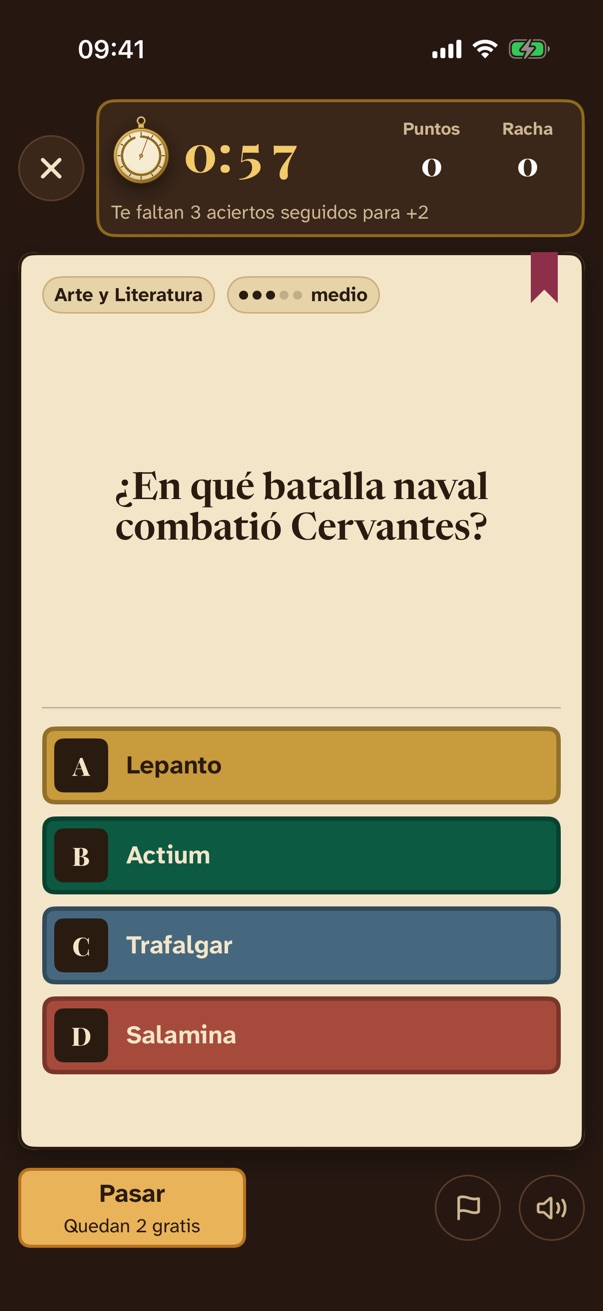 09:41
0:57
Puntos
Racha
0
0
Te faltan 3 aciertos seguidos para +2
Arte y Literatura
medio
¿En qué batalla naval
combatió Cervantes?
A
Lepanto
B
Actium
C
Trafalgar
D
Salamina
Pasar
Quedan 2 gratis